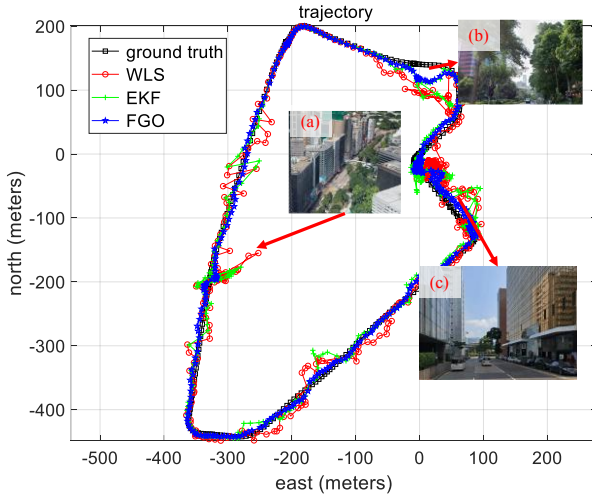 trajectory
ground truth
WLS
EKF
FGO
(a)
(b)
(c)
200
100
0
-100
-200
-300
-400
north (meters)
-500
-400
-300
-200
-100
0
100
200
east (meters)